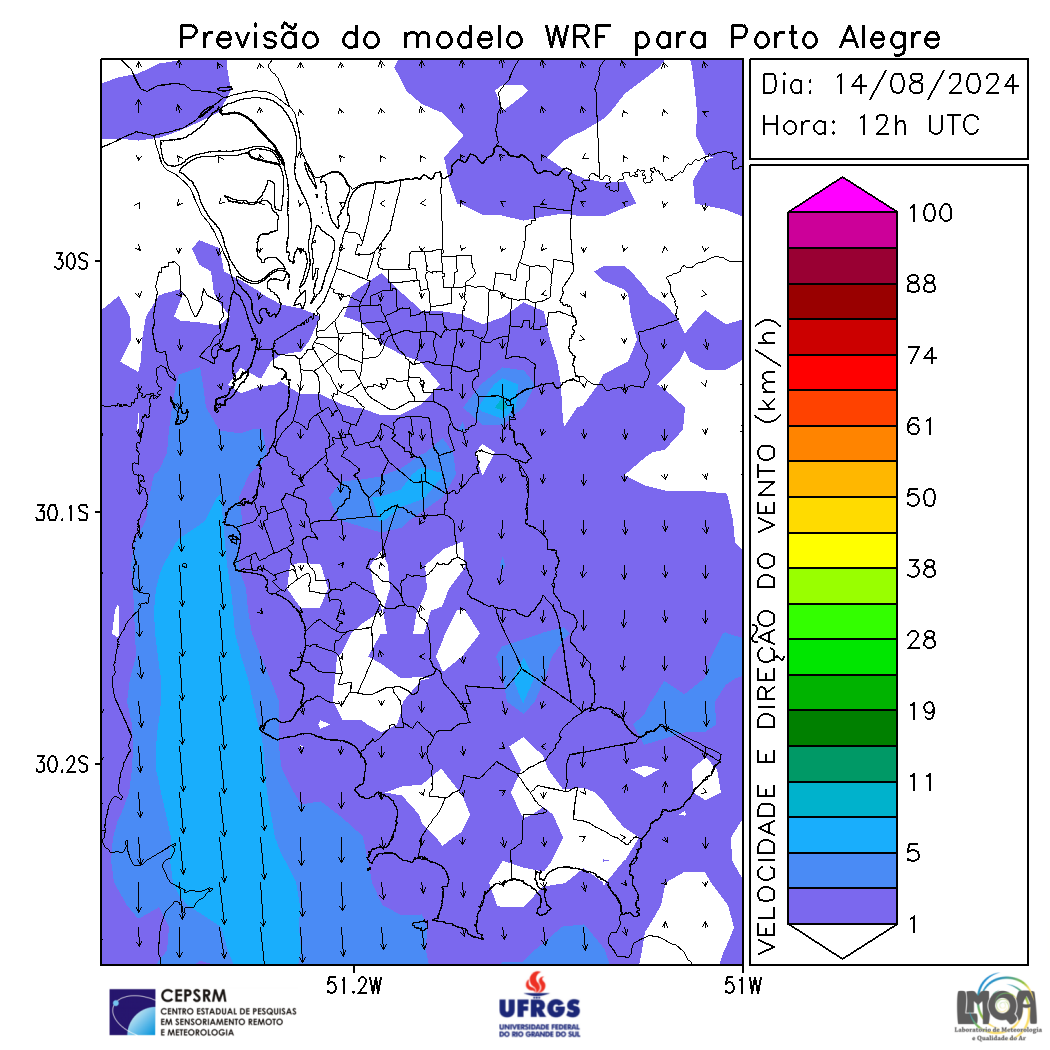 Previsão do modelo WRF para Porto Alegre
Dia: 14/08/2024
Hora: 12h UTC
30S
30.1S
30.2S
51.2W
51W
VELOCIDADE E DIREÇÃO DO VENTO (km/h)
100
88
74
61
50
38
28
19
11
5
1
CEPSRM
CENTRO ESTADUAL DE PESQUISAS
EM SENSORIAMENTO REMOTO
E METEOROLOGIA
UFRGS
UNIVERSIDADE FEDERAL
DO RIO GRANDE DO SUL
LMQA
Laboratório de Meteorologia
e Qualidade do Ar